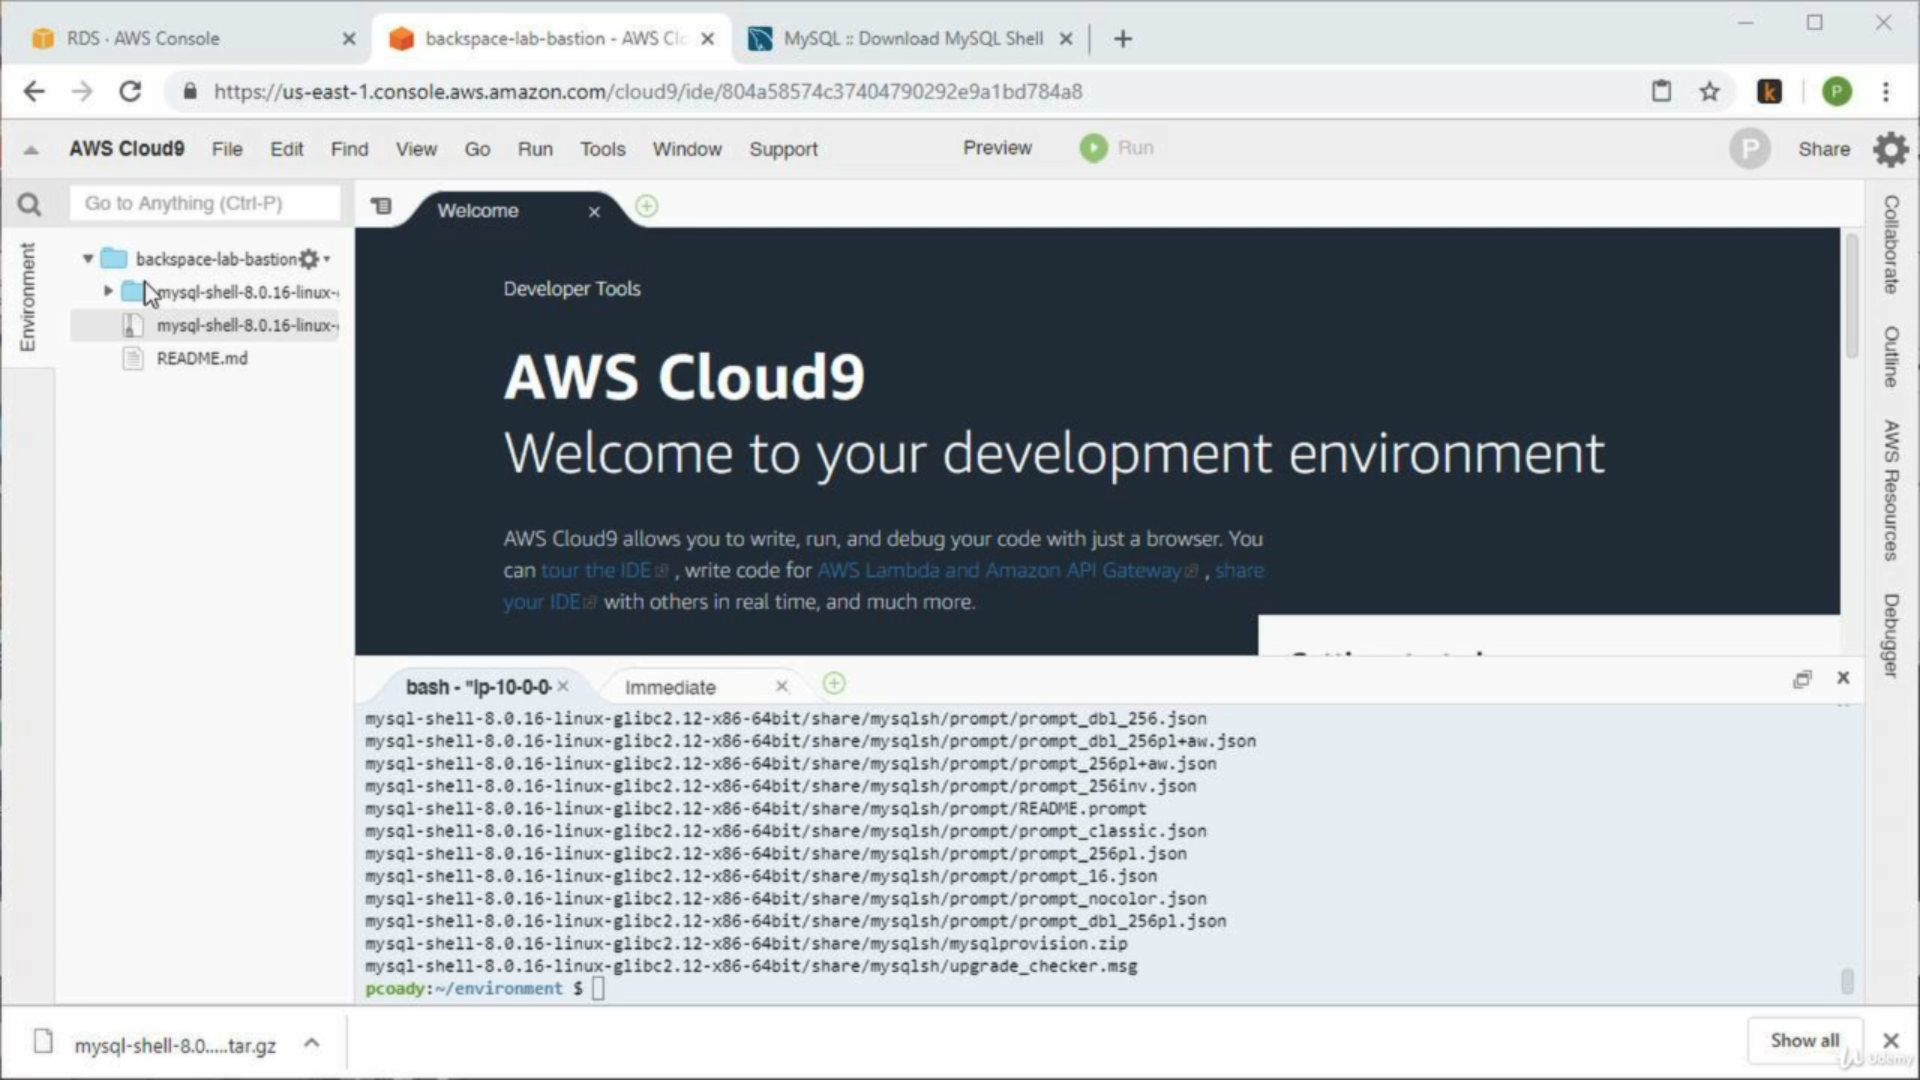 RDS · AWS Console
backspace-lab-bastion - AWS Clo
MySQL :: Download MySQL Shell
https://us-east-1.console.aws.amazon.com/cloud9/ide/804a58574c37404790292e9a1bd784a8
k
P
AWS Cloud9 File Edit Find View Go Run Tools Window Support Preview Run P Share
Go to Anything (Ctrl-P)
Welcome
Environment
backspace-lab-bastion
mysql-shell-8.0.16-linux-
mysql-shell-8.0.16-linux-
README.md
Developer Tools
AWS Cloud9
Welcome to your development environment
AWS Cloud9 allows you to write, run, and debug your code with just a browser. You
can tour the IDE , write code for AWS Lambda and Amazon API Gateway , share
your IDE with others in real time, and much more.
Collaborate
Outline
AWS Resources
Debugger
bash - "ip-10-0-0-
Immediate
mysql-shell-8.0.16-linux-glibc2.12-x86-64bit/share/mysqlsh/prompt/prompt_dbl_256.json
mysql-shell-8.0.16-linux-glibc2.12-x86-64bit/share/mysqlsh/prompt/prompt_dbl_256pl+aw.json
mysql-shell-8.0.16-linux-glibc2.12-x86-64bit/share/mysqlsh/prompt/prompt_256pl+aw.json
mysql-shell-8.0.16-linux-glibc2.12-x86-64bit/share/mysqlsh/prompt/prompt_256inv.json
mysql-shell-8.0.16-linux-glibc2.12-x86-64bit/share/mysqlsh/prompt/README.prompt
mysql-shell-8.0.16-linux-glibc2.12-x86-64bit/share/mysqlsh/prompt/prompt_classic.json
mysql-shell-8.0.16-linux-glibc2.12-x86-64bit/share/mysqlsh/prompt/prompt_256pl.json
mysql-shell-8.0.16-linux-glibc2.12-x86-64bit/share/mysqlsh/prompt/prompt_16.json
mysql-shell-8.0.16-linux-glibc2.12-x86-64bit/share/mysqlsh/prompt/prompt_nocolor.json
mysql-shell-8.0.16-linux-glibc2.12-x86-64bit/share/mysqlsh/prompt/prompt_dbl_256pl.json
mysql-shell-8.0.16-linux-glibc2.12-x86-64bit/share/mysqlsh/mysqlprovision.zip
mysql-shell-8.0.16-linux-glibc2.12-x86-64bit/share/mysqlsh/upgrade_checker.msg
pcoady:~/environment $
mysql-shell-8.0.....tar.gz
Show all
Udemy